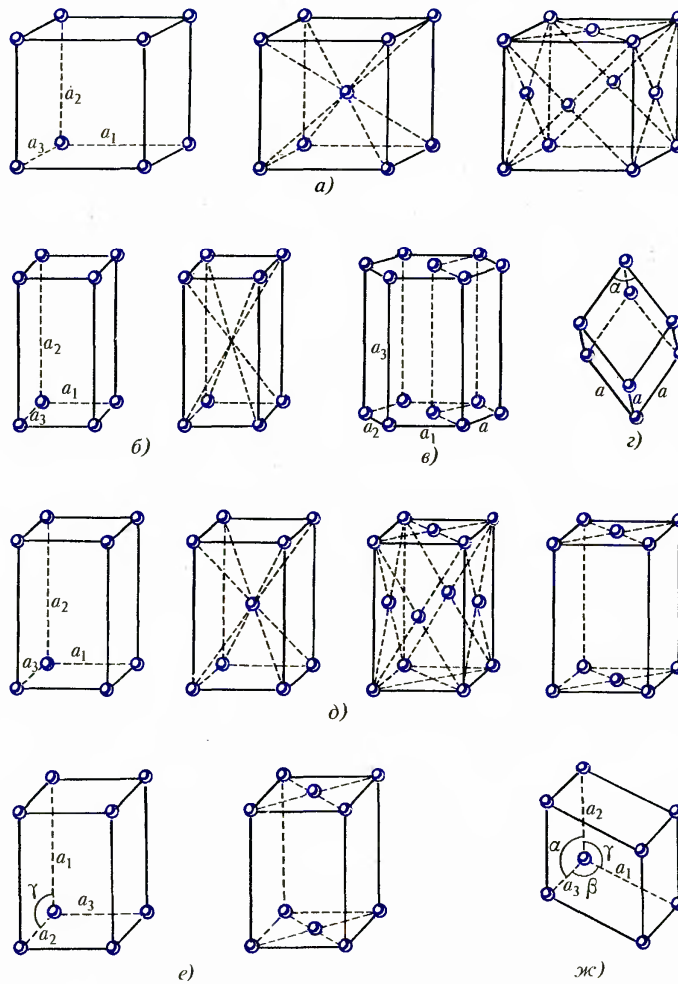 a₂
a₃ a₁
а)
a₂
a₁
a₃
б)
a₃
a₂ a₁ a
в)
α
a a a
г)
a₂
a₃ a₁
д)
a₁
γ a₃
a₂
е)
a₂
α γ
a₁
a₃ β
ж)